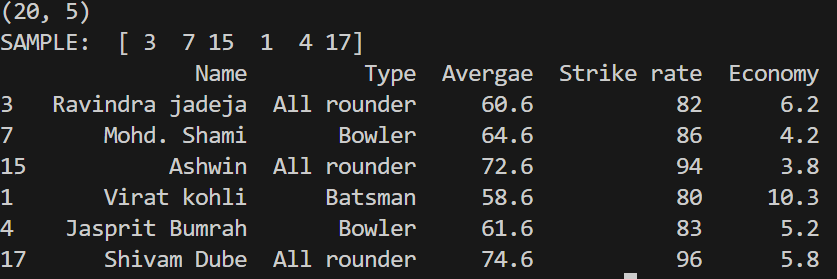 (20, 5)
SAMPLE:  [ 3  7 15  1  4 17]
Name Type Avergae Strike rate Economy
3 Ravindra jadeja All rounder 60.6 82 6.2
7 Mohd. Shami Bowler 64.6 86 4.2
15 Ashwin All rounder 72.6 94 3.8
1 Virat kohli Batsman 58.6 80 10.3
4 Jasprit Bumrah Bowler 61.6 83 5.2
17 Shivam Dube All rounder 74.6 96 5.8